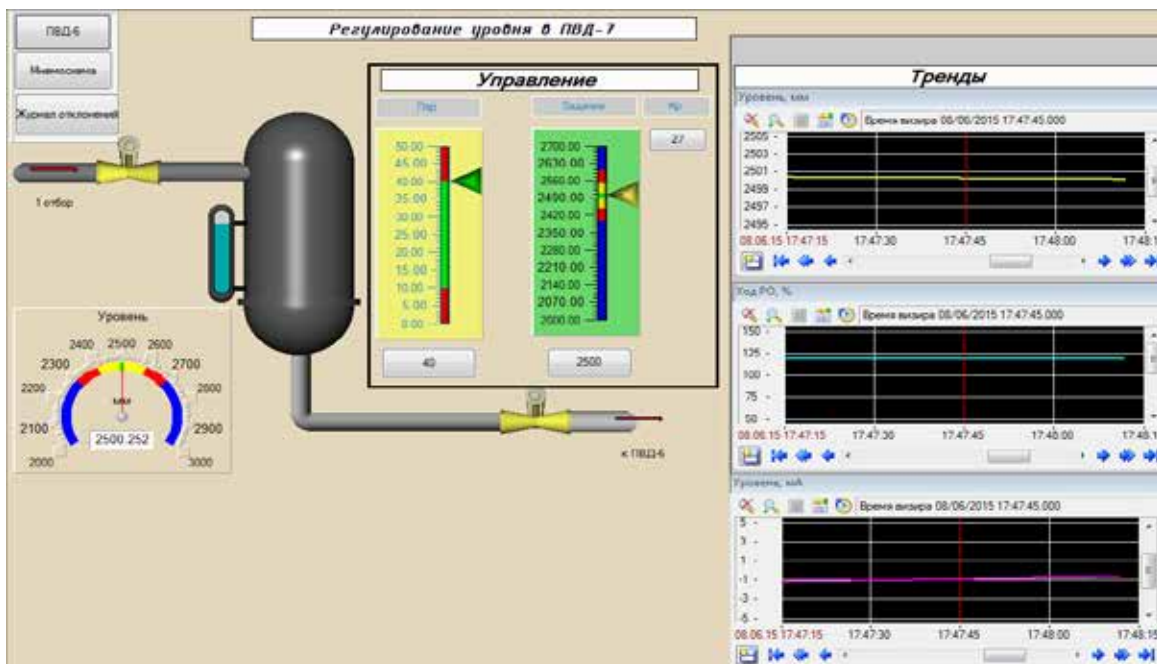 ПВД-6
Мнемосхема
Журнал отклонений
Регулирование уровня в ПВД-7
1 отбор
Уровень
2000
2100
2200
2300
2400
2500
2600
2700
2800
2900
3000
мм
2500.252
Управление
Пар
Задание
Кр
27
50.00
45.00
40.00
35.00
30.00
25.00
20.00
15.00
10.00
5.00
0.00
40
2700.00
2630.00
2560.00
2490.00
2420.00
2350.00
2280.00
2210.00
2140.00
2070.00
2000.00
2500
к ПВД-6
Тренды
Уровень, мм
Время визира 08/06/2015 17:47:45.000
2505
2503
2501
2499
2497
2495
08.06.15 17:47:15 17:47:30 17:47:45 17:48:00 17:48:1
Ход РО, %
Время визира 08/06/2015 17:47:45.000
150
125
100
75
50
08.06.15 17:47:15 17:47:30 17:47:45 17:48:00 17:48:1
Уровень, мА
Время визира 08/06/2015 17:47:45.000
5
3
1
-1
-3
-5
08.06.15 17:47:15 17:47:30 17:47:45 17:48:00 17:48:15